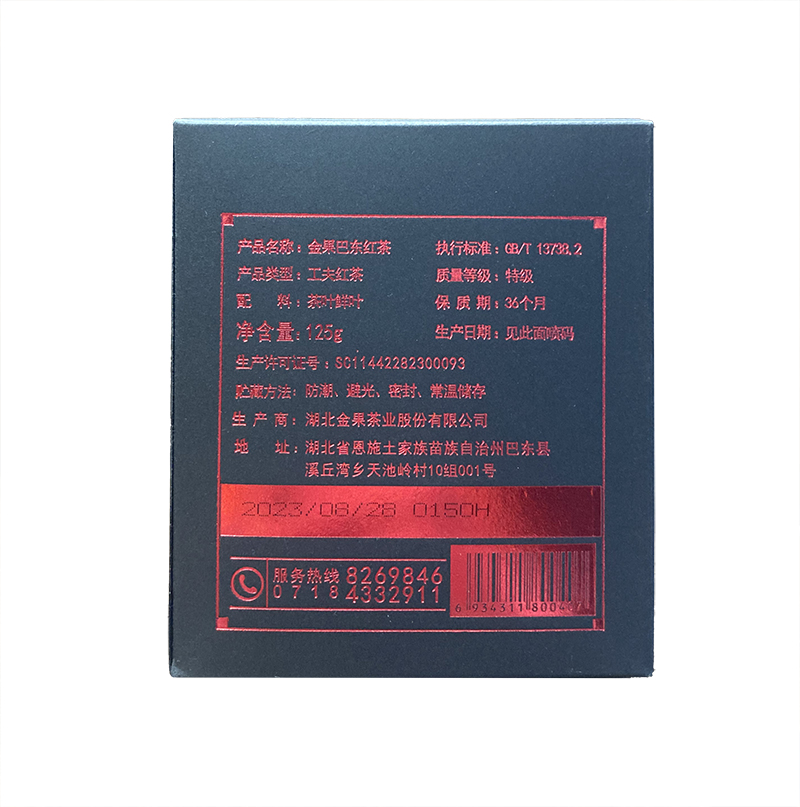 产品名称：金果巴东红茶 执行标准：GB/T 13738.2
产品类型：工夫红茶 质量等级：特级
配 料：茶叶鲜叶 保 质 期：36个月
净含量：125g 生产日期：见此面喷码
生产许可证号：SC11442282300093
贮藏方法：防潮、避光、密封、常温储存
生 产 商：湖北金果茶业股份有限公司
地 址：湖北省恩施土家族苗族自治州巴东县
溪丘湾乡天池岭村10组001号
2023/08/28 0150H
服务热线 8269846
0718 4332911
6 934311 8004